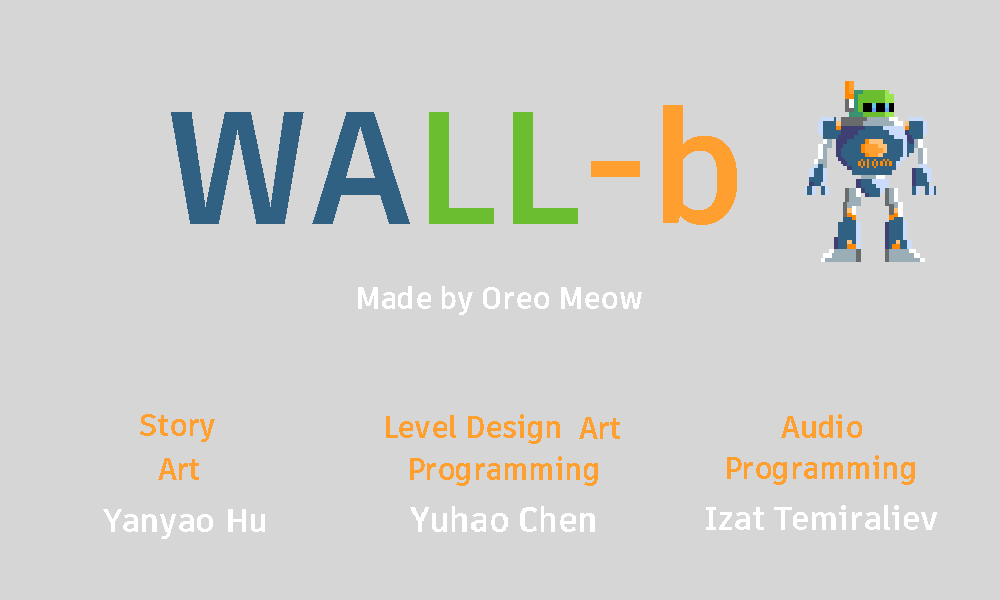 WALL-b
Made by Oreo Meow
Story
Art
Yanyao Hu
Level Design Art
Programming
Yuhao Chen
Audio
Programming
Izat Temiraliev